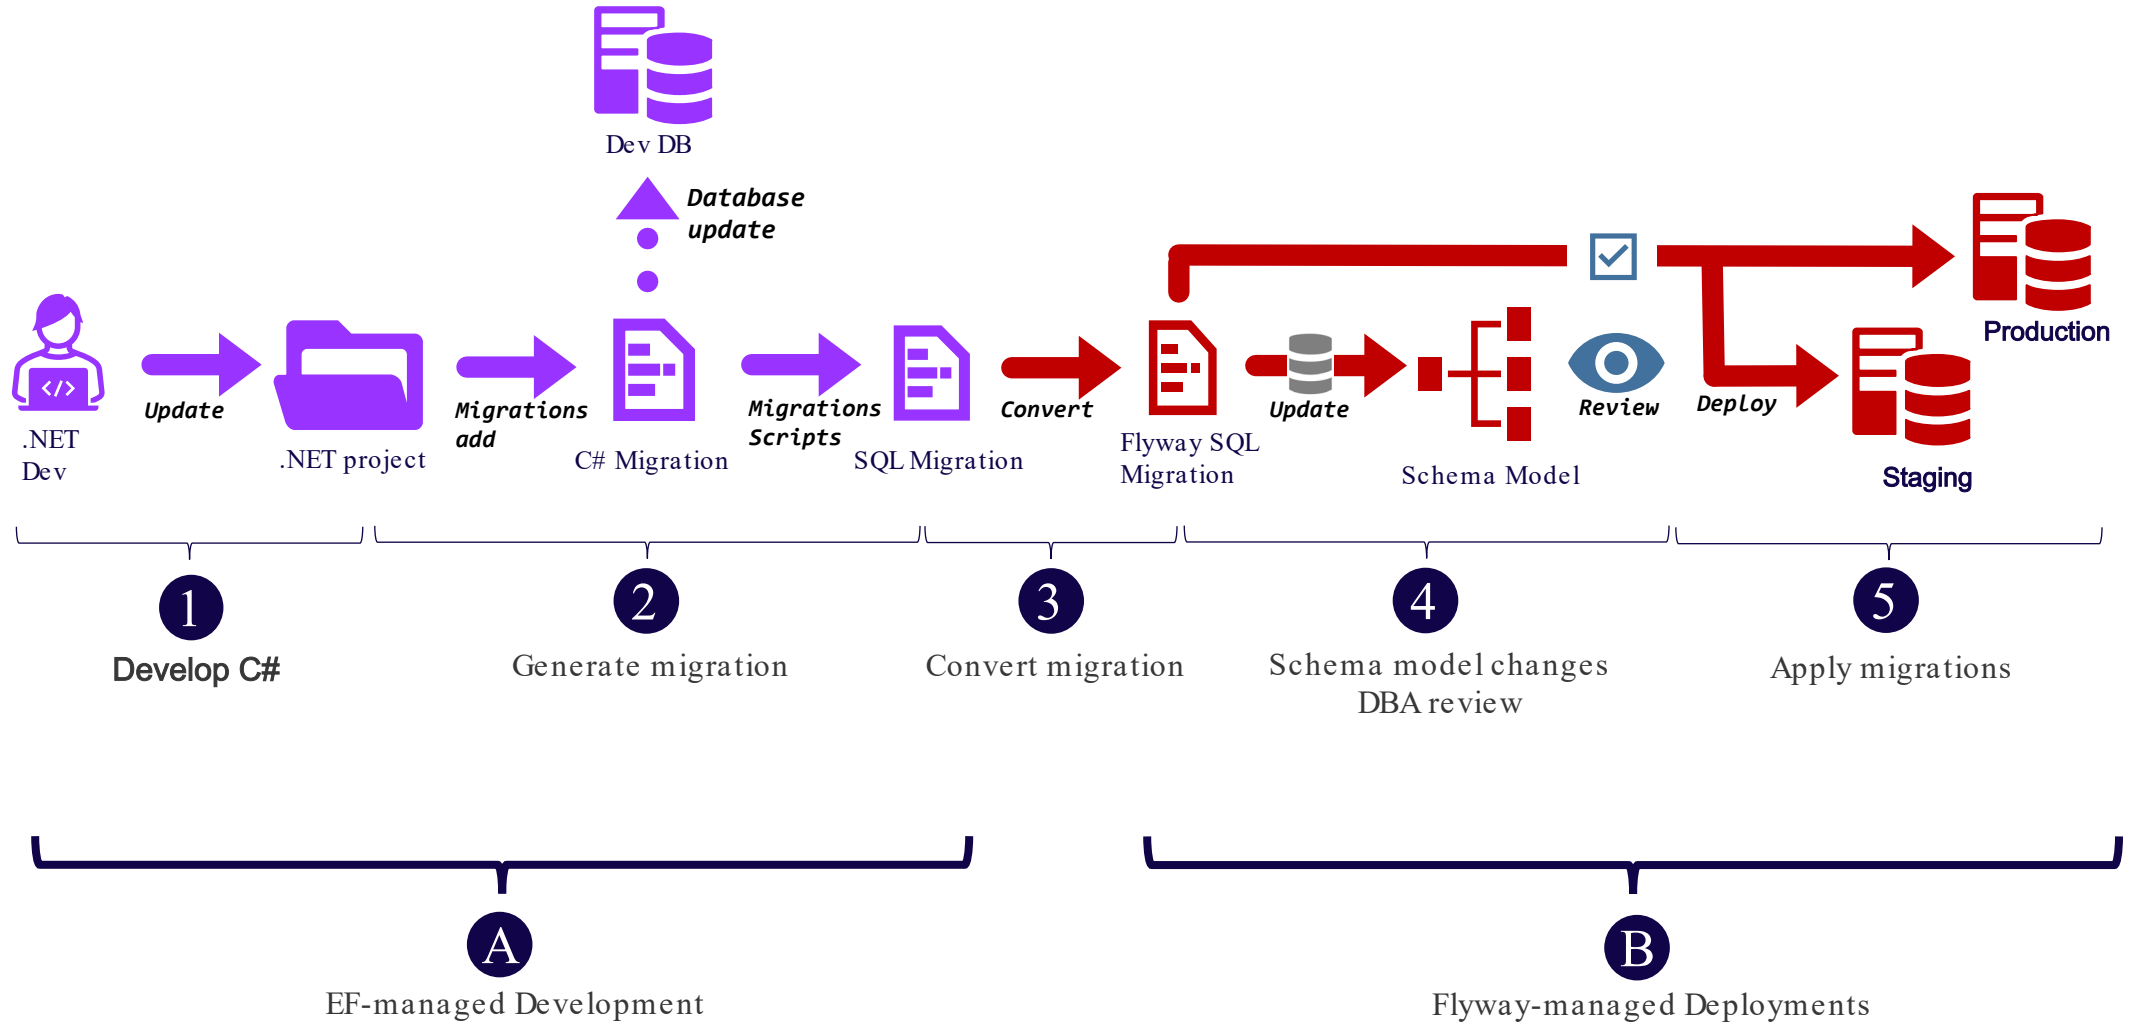 Dev DB
Database
update
.NET
Dev
Update
.NET project
Migrations
add
C# Migration
Migrations
Scripts
SQL Migration
Convert
Flyway SQL
Migration
Update
Schema Model
Review
Deploy
Production
Staging
1
Develop C#
2
Generate migration
3
Convert migration
4
Schema model changes
DBA review
5
Apply migrations
A
EF-managed Development
B
Flyway-managed Deployments